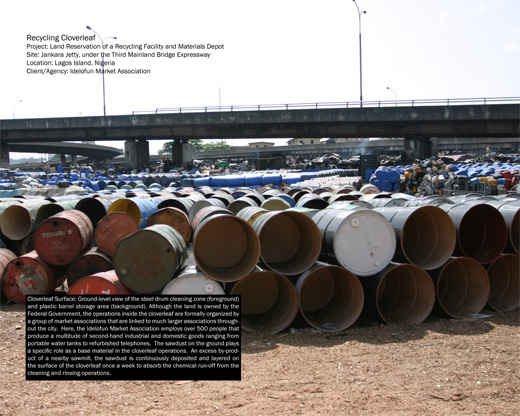 Recycling Cloverleaf
Project: Land Reservation of a Recycling Facility and Materials Depot
Site: Jankara Jetty, under the Third Mainland Bridge Expressway
Location: Lagos Island, Nigeria
Client/Agency: Idelofun Market Association
Cloverleaf Surface: Ground-level view of the steel drum cleaning zone (foreground)
and plastic barrel storage area (background). Although the land is owned by the
Federal Government, the operations inside the cloverleaf are formally organized by
a group of market associations that are linked to much larger associations through-
out the city.  Here, the Idelofun Market Association employs over 500 people that
produce a multitude of second-hand industrial and domestic goods ranging from
portable water tanks to refurbished telephones.  The sawdust on the ground plays
a specific role as a base material in the cloverleaf operations.  An excess by-prod-
uct of a nearby sawmill, the sawdust is continuously deposited and layered on
the surface of the cloverleaf once a week to absorb the chemical run-off from the
cleaning and rinsing operations.